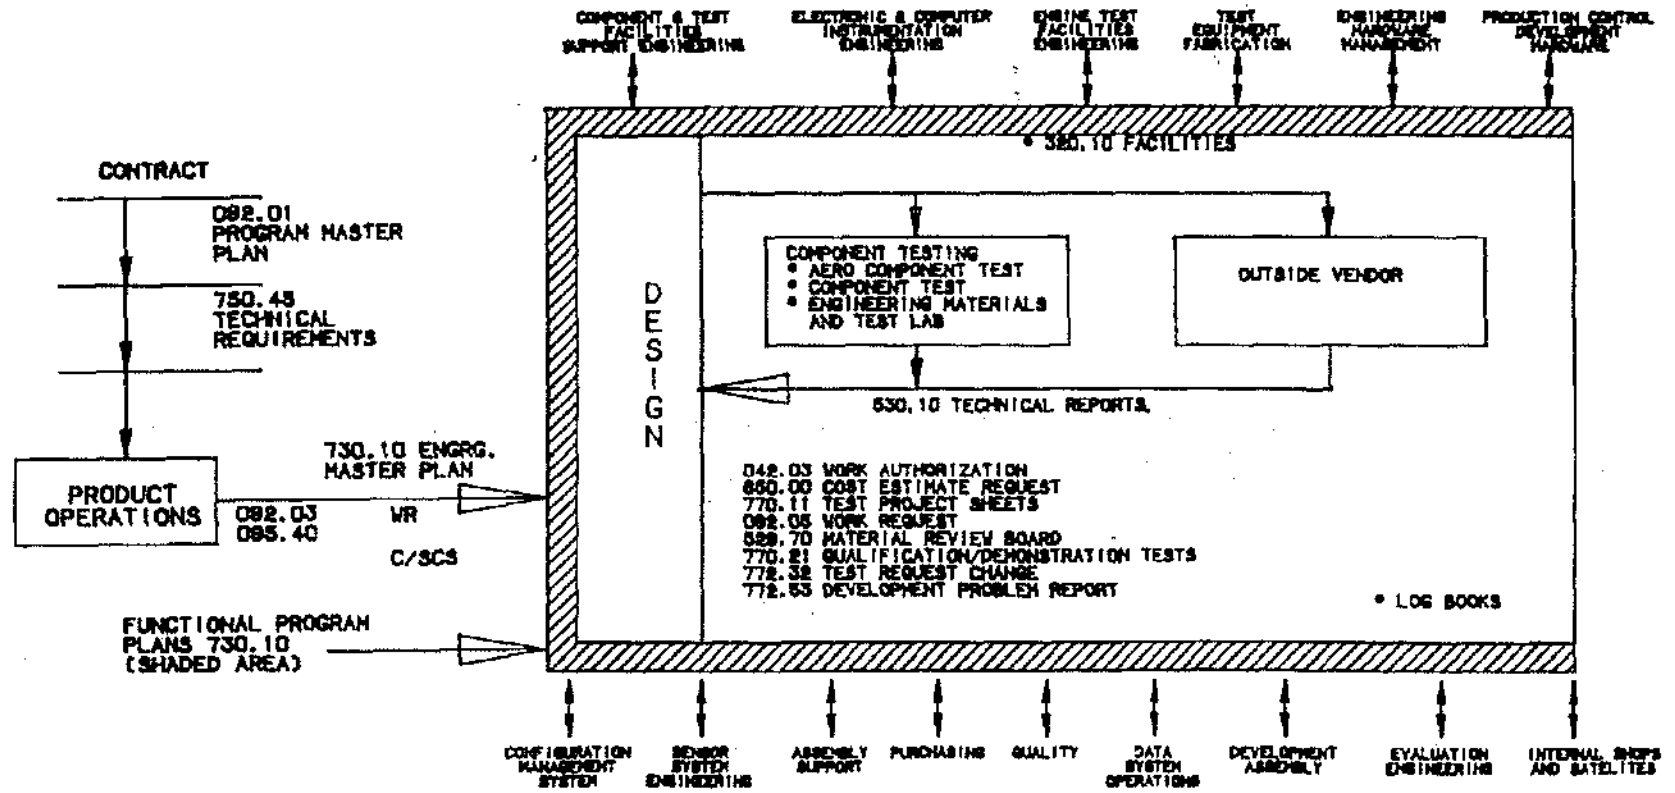 COMPONENT & TEST
FACILITIES
SUPPORT ENGINEERING
ELECTRONIC & COMPUTER
INSTRUMENTATION
ENGINEERING
ENGINE TEST
FACILITIES
ENGINEERING
TEST
EQUIPMENT
FABRICATION
ENGINEERING
HARDWARE
MANAGEMENT
PRODUCTION CONTROL
DEVELOPMENT
HARDWARE
• 320.10 FACILITIES
CONTRACT
092.01
PROGRAM MASTER
PLAN
750.45
TECHNICAL
REQUIREMENTS
PRODUCT
OPERATIONS
730.10 ENGRG.
MASTER PLAN
092.03 WR
095.40
C/SCS
FUNCTIONAL PROGRAM
PLANS 730.10
(SHADED AREA)
DESIGN
COMPONENT TESTING
• AERO COMPONENT TEST
• COMPONENT TEST
• ENGINEERING MATERIALS
AND TEST LAB
OUTSIDE VENDOR
530.10 TECHNICAL REPORTS.
042.03 WORK AUTHORIZATION
650.00 COST ESTIMATE REQUEST
770.11 TEST PROJECT SHEETS
092.05 WORK REQUEST
529.70 MATERIAL REVIEW BOARD
770.21 QUALIFICATION/DEMONSTRATION TESTS
772.32 TEST REQUEST CHANGE
772.53 DEVELOPMENT PROBLEM REPORT
• LOG BOOKS
CONFIGURATION
MANAGEMENT
SYSTEM
SENSOR
SYSTEM
ENGINEERING
ASSEMBLY
SUPPORT
PURCHASING
QUALITY
DATA
SYSTEM
OPERATIONS
DEVELOPMENT
ASSEMBLY
EVALUATION
ENGINEERING
INTERNAL SHOPS
AND SATELITES